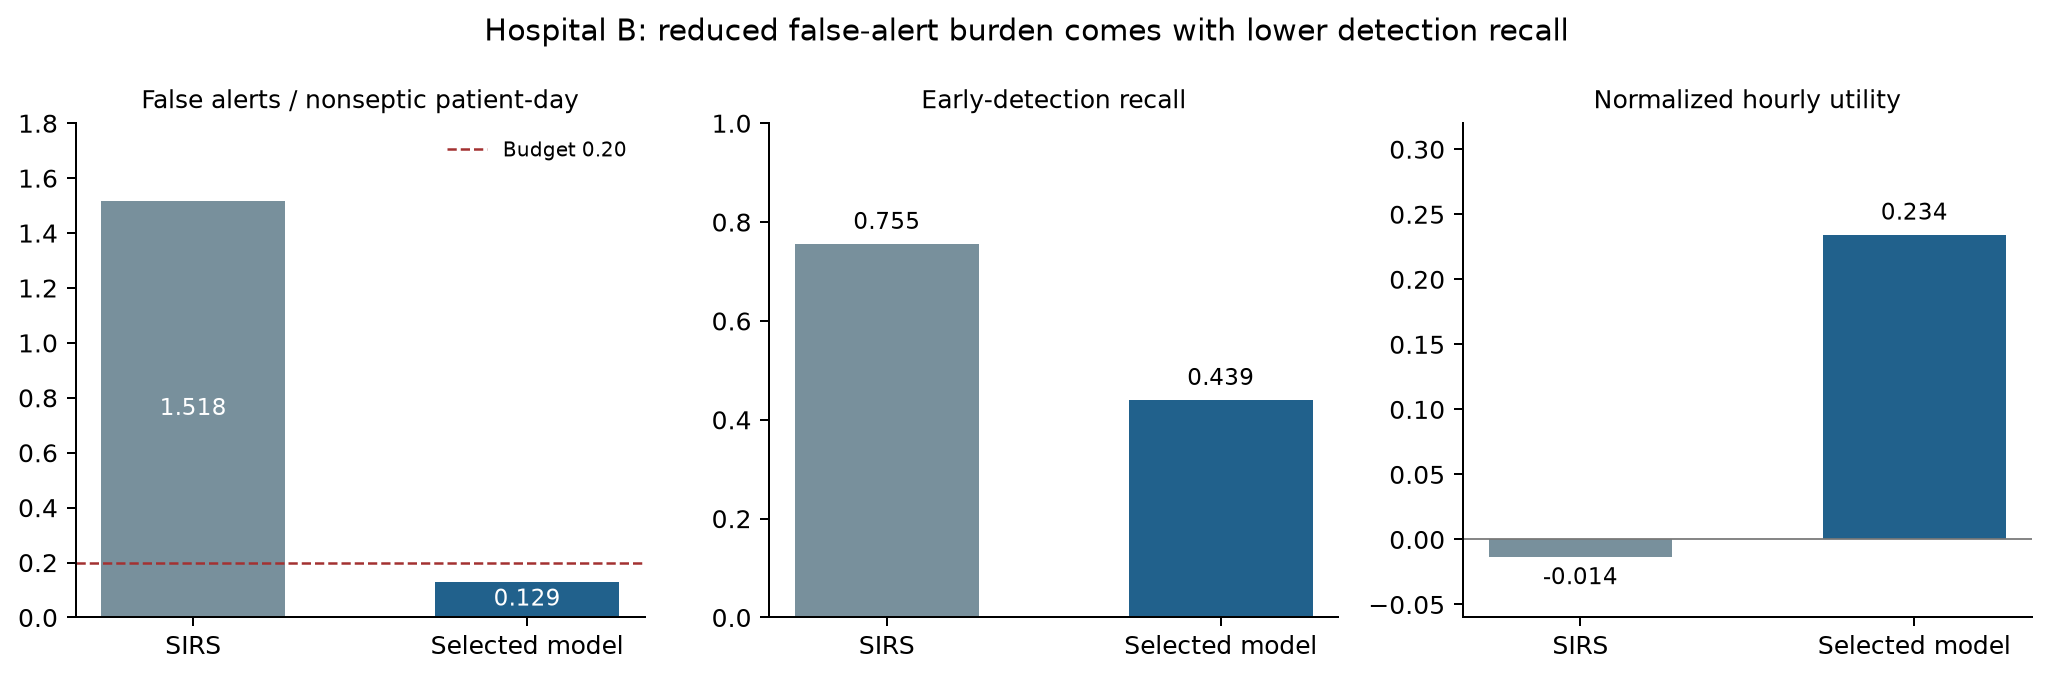 Hospital B: reduced false-alert burden comes with lower detection recall
False alerts / nonseptic patient-day
1.8
1.6
1.4
1.2
1.0
0.8
0.6
0.4
0.2
0.0
Budget 0.20
1.518
0.129
SIRS
Selected model
Early-detection recall
1.0
0.8
0.6
0.4
0.2
0.0
0.755
0.439
SIRS
Selected model
Normalized hourly utility
0.30
0.25
0.20
0.15
0.10
0.05
0.00
−0.05
-0.014
0.234
SIRS
Selected model